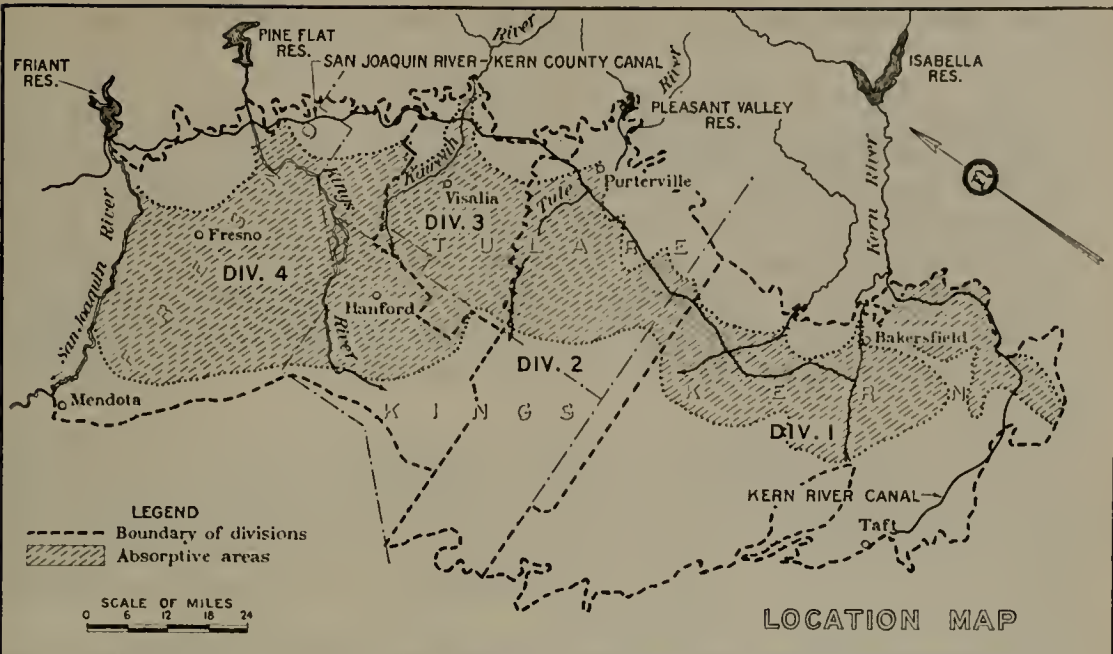 FRIANT
RES.
PINE FLAT
RES.
SAN JOAQUIN RIVER-KERN COUNTY CANAL
River
River
PLEASANT VALLEY
RES.
ISABELLA
RES.
Kern River
San Joaquin River
Fresno
DIV. 4
Kings River
Kaweah
Visalia
DIV. 3
TULARE
Tule
Porterville
Hanford
DIV. 2
KINGS
Mendota
Bakersfield
KERN
DIV. 1
KERN RIVER CANAL
Taft
LEGEND
Boundary of divisions
Absorptive areas
SCALE OF MILES
0 6 12 18 24
LOCATION MAP